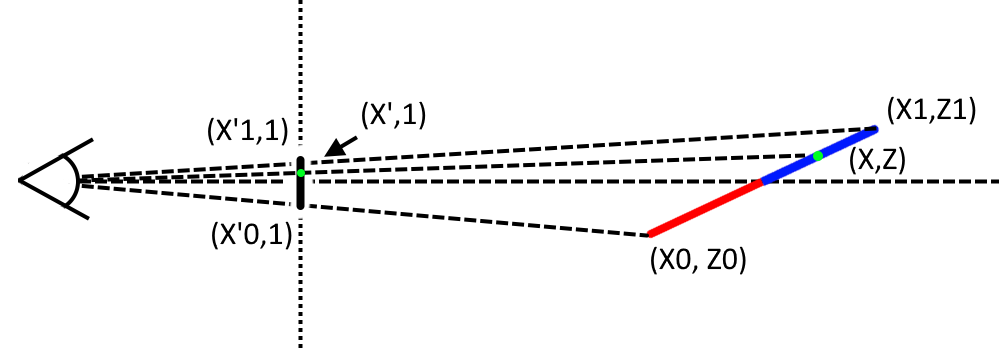 (X1,Z1)
(X',1)
(X'1,1)
(X,Z)
(X'0,1)
(X0, Z0)